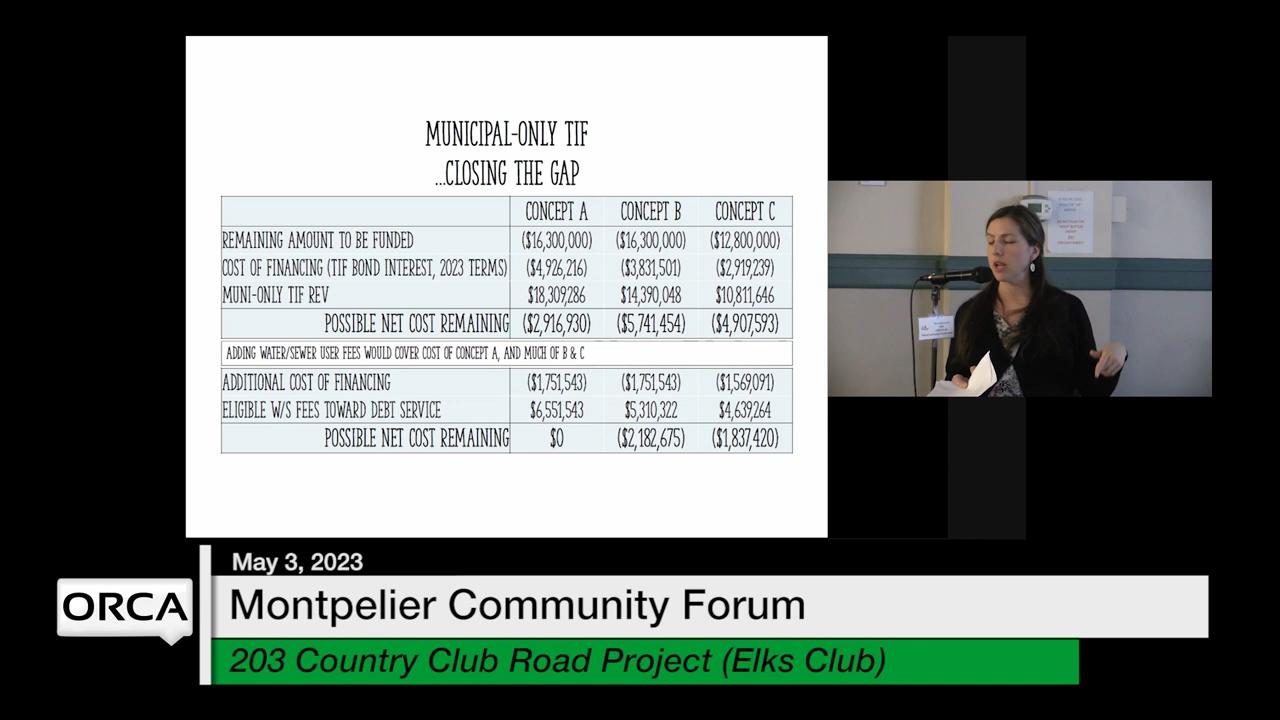 MUNICIPAL-ONLY TIF
...CLOSING THE GAP
CONCEPT A CONCEPT B CONCEPT C
REMAINING AMOUNT TO BE FUNDED ($16,300,000) ($16,300,000) ($12,800,000)
COST OF FINANCING (TIF BOND INTEREST, 2023 TERMS) ($4,926,216) ($3,831,501) ($2,919,239)
MUNI-ONLY TIF REV $18,309,286 $14,390,048 $10,811,646
POSSIBLE NET COST REMAINING ($2,916,930) ($5,741,454) ($4,907,593)
ADDING WATER/SEWER USER FEES WOULD COVER COST OF CONCEPT A, AND MUCH OF B & C
ADDITIONAL COST OF FINANCING ($1,751,543) ($1,751,543) ($1,569,091)
ELIGIBLE W/S FEES TOWARD DEBT SERVICE $6,551,543 $5,310,322 $4,639,264
POSSIBLE NET COST REMAINING $0 ($2,182,675) ($1,837,420)
May 3, 2023
ORCA
Montpelier Community Forum
203 Country Club Road Project (Elks Club)